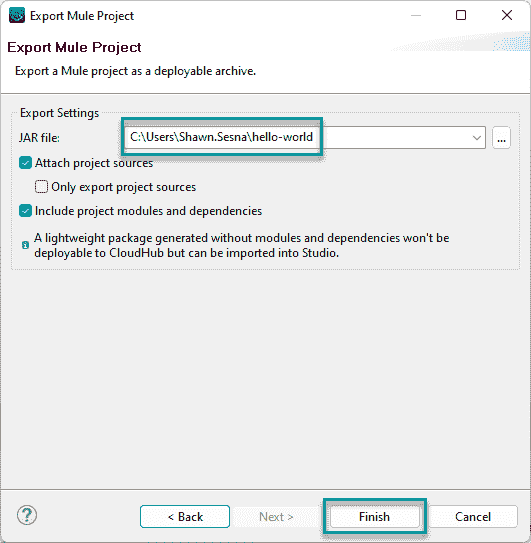 Export Mule Project
Export Mule Project
Export a Mule project as a deployable archive.
Export Settings
JAR file:
C:\Users\Shawn.Sesna\hello-world
...
Attach project sources
Only export project sources
Include project modules and dependencies
A lightweight package generated without modules and dependencies won't be
deployable to CloudHub but can be imported into Studio.
?
< Back
Next >
Finish
Cancel